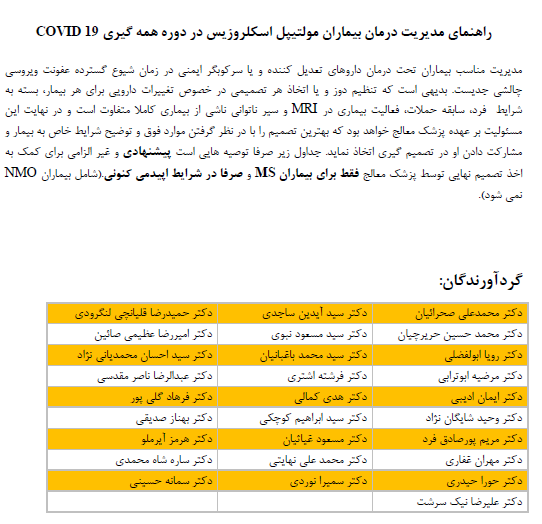 راهنمای مدیریت درمان بیماران مولتیپل اسکلروزیس در دوره همه گیری COVID 19
مدیریت مناسب بیماران تحت درمان داروهای تعدیل کننده و یا سرکوبگر ایمنی در زمان شیوع گسترده عفونت ویروسی
چالشی جدیست. بدیهی است که تنظیم دوز و یا اتخاذ هر تصمیمی در خصوص تغییرات دارویی برای هر بیمار، بسته به
شرایط فرد، سابقه حملات، فعالیت بیماری در MRI و سیر ناتوانی ناشی از بیماری کاملا متفاوت است و در نهایت این
مسئولیت بر عهده پزشک معالج خواهد بود که بهترین تصمیم را با در نظر گرفتن موارد فوق و توضیح شرایط خاص به بیمار و
مشارکت دادن او در تصمیم گیری اتخاذ نماید. جداول زیر صرفا توصیه هایی است پیشنهادی و غیر الزامی برای کمک به
اخذ تصمیم نهایی توسط پزشک معالج فقط برای بیماران MS و صرفا در شرایط اپیدمی کنونی.(شامل بیماران NMO
نمی شود).
گردآورندگان:
دکتر محمدعلی صحرائیان دکتر سید آیدین ساجدی دکتر حمیدرضا قلیانچی لنگرودی
دکتر محمد حسین حریرچیان دکتر سید مسعود نبوی دکتر امیررضا عظیمی صائین
دکتر رویا ابولفضلی دکتر سید محمد باغبانیان دکتر سید احسان محمدیانی نژاد
دکتر مرضیه ابوترابی دکتر فرشته اشتری دکتر عبدالرضا ناصر مقدسی
دکتر ایمان ادیبی دکتر هدی کمالی دکتر فرهاد گلی پور
دکتر وحید شایگان نژاد دکتر سید ابراهیم کوچکی دکتر بهناز صدیقی
دکتر مریم پورصادق فرد دکتر مسعود غیاثیان دکتر هرمز آیرملو
دکتر مهران غفاری دکتر محمد علی نهایتی دکتر ساره شاه محمدی
دکتر حورا حیدری دکتر سمیرا نوردی دکتر سمانه حسینی
دکتر علیرضا نیک سرشت